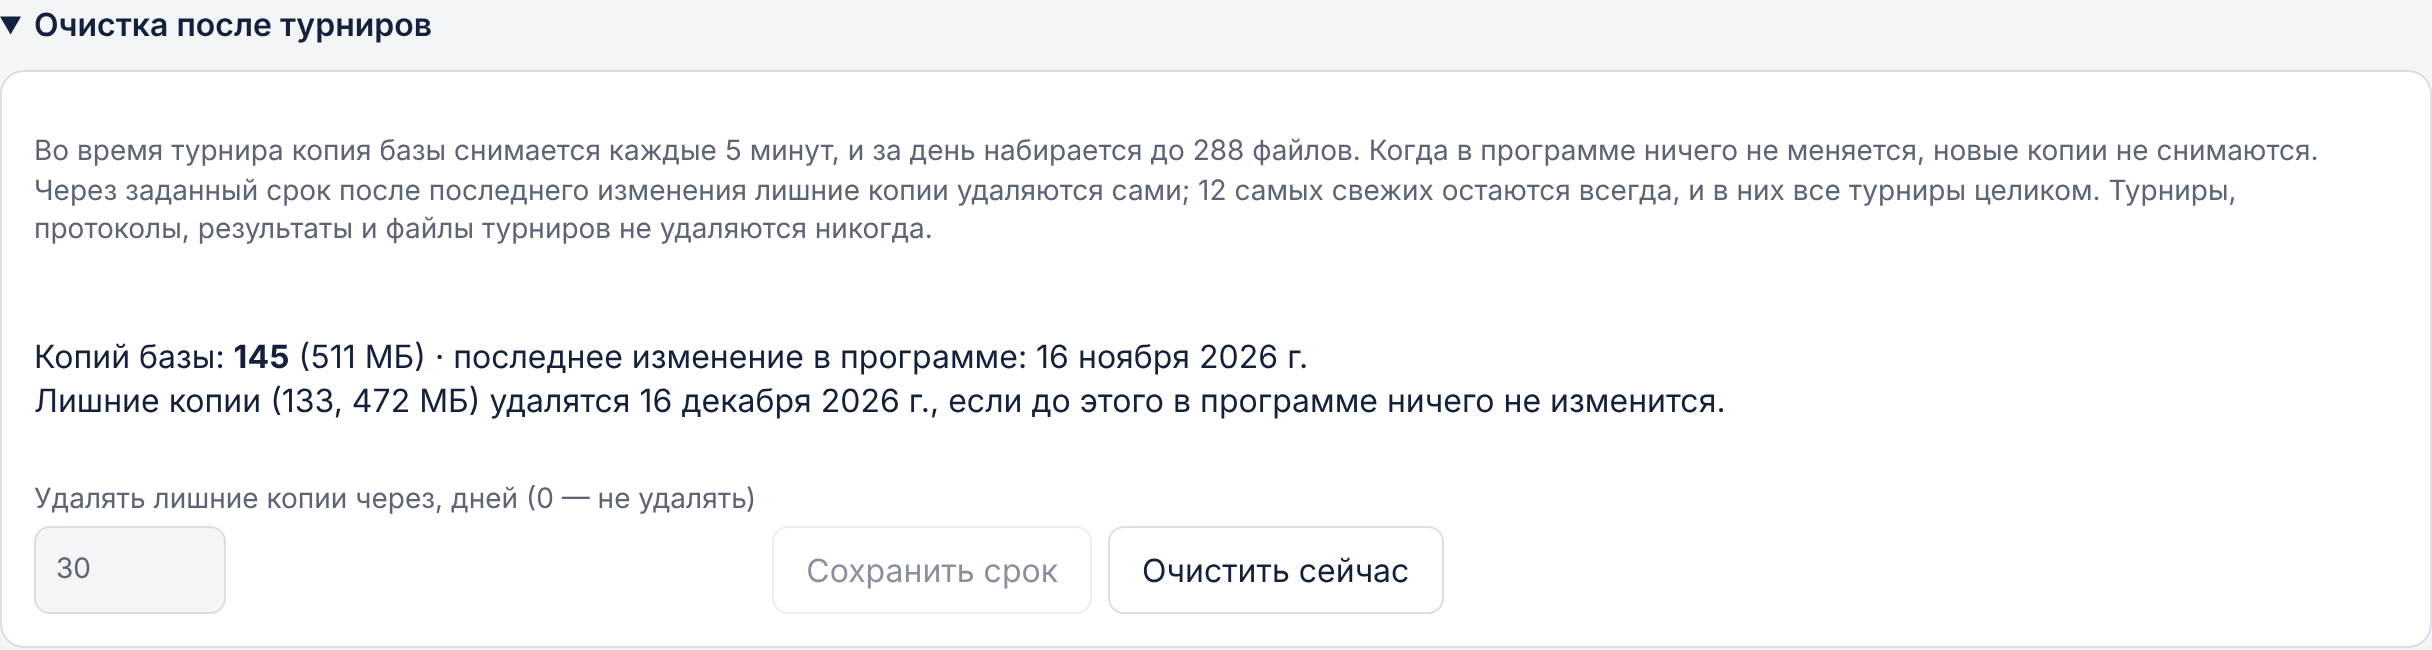 Очистка после турниров
Во время турнира копия базы снимается каждые 5 минут, и за день набирается до 288 файлов. Когда в программе ничего не меняется, новые копии не снимаются.
Через заданный срок после последнего изменения лишние копии удаляются сами; 12 самых свежих остаются всегда, и в них все турниры целиком. Турниры,
протоколы, результаты и файлы турниров не удаляются никогда.
Копий базы: 145 (511 МБ) · последнее изменение в программе: 16 ноября 2026 г.
Лишние копии (133, 472 МБ) удалятся 16 декабря 2026 г., если до этого в программе ничего не изменится.
Удалять лишние копии через, дней (0 — не удалять)
30
Сохранить срок
Очистить сейчас